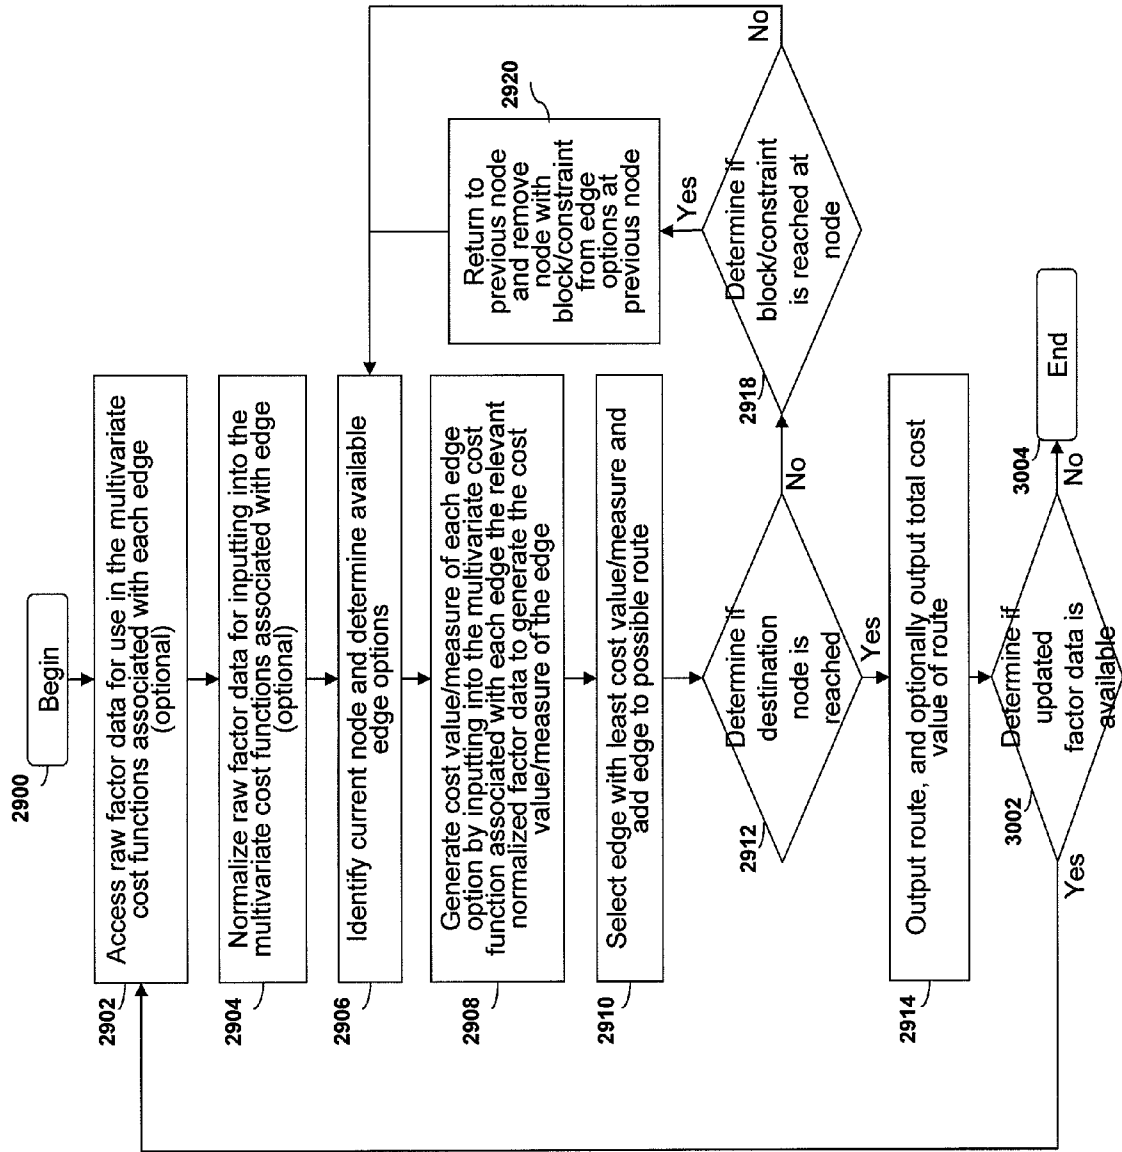 2900
Begin
2902
Access raw factor data for use in the multivariate
cost functions associated with each edge
(optional)
2904
Normalize raw factor data for inputting into the
multivariate cost functions associated with edge
(optional)
2906
Identify current node and determine available
edge options
2908
Generate cost value/measure of each edge
option by inputting into the multivariate cost
function associated with each edge the relevant
normalized factor data to generate the cost
value/measure of the edge
2910
Select edge with least cost value/measure and
add edge to possible route
2912
Determine if
destination
node is
reached
No
Yes
2918
Determine if
block/constraint
is reached at
node
No
Yes
2920
Return to
previous node
and remove
node with
block/constraint
from edge
options at
previous node
2914
Output route, and optionally output total cost
value of route
3002
Determine if
updated
factor data is
available
Yes
No
3004
End